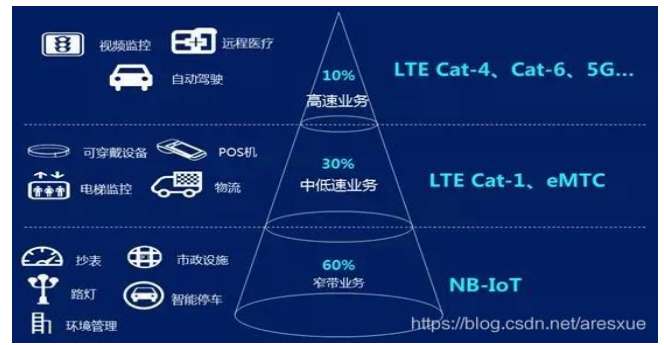 视频监控 远程医疗
自动驾驶
10%
高速业务
LTE Cat-4、Cat-6、5G...
可穿戴设备 POS机
电梯监控 物流
30%
中低速业务
LTE Cat-1、eMTC
抄表 市政设施
路灯 智能停车
环境管理
60%
窄带业务
NB-IoT
https://blog.csdn.net/aresxue